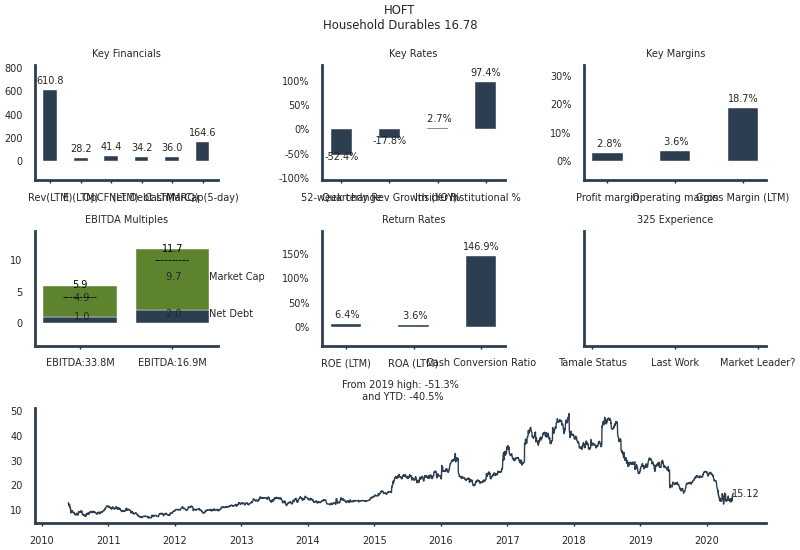 HOFT
Household Durables 16.78
Key Financials
800
600
400
200
0
610.8
28.2
41.4
34.2
36.0
164.6
Key Rates
100%
50%
0%
-50%
-100%
-52.4%
-17.8%
2.7%
97.4%
Institutional %
Key Margins
30%
20%
10%
0%
2.8%
3.6%
18.7%
Profit margin
Operating margin
Gross Margin (LTM)
EBITDA Multiples
10
5
0
5.9
4.9
1.0
11.7
9.7
2.0
Market Cap
Net Debt
EBITDA:33.8M
EBITDA:16.9M
Return Rates
150%
100%
50%
0%
6.4%
3.6%
146.9%
ROE (LTM)
ROA (LTM)
Cash Conversion Ratio
325 Experience
Tamale Status
Last Work
Market Leader?
From 2019 high: -51.3%
and YTD: -40.5%
50
40
30
20
10
15.12
2010
2011
2012
2013
2014
2015
2016
2017
2018
2019
2020